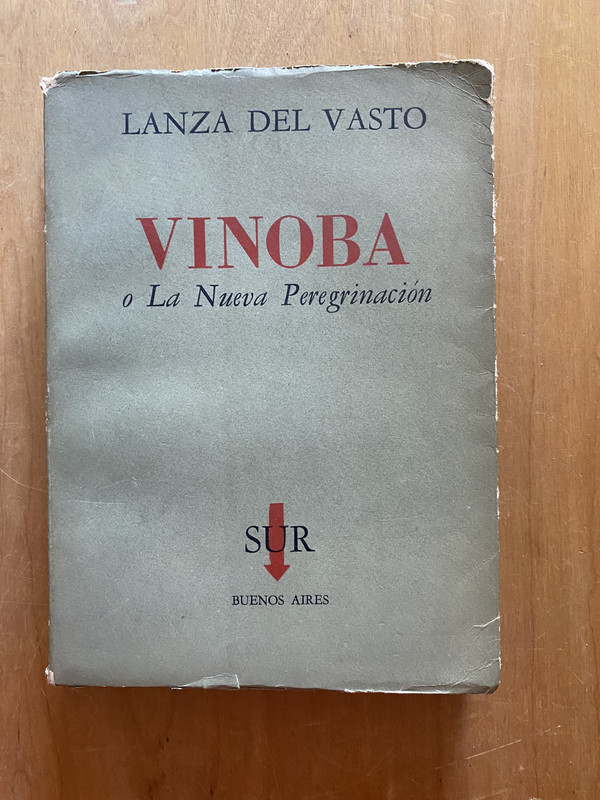 LANZA DEL VASTO
VINOBA
o La Nueva Peregrinación
SUR
BUENOS AIRES